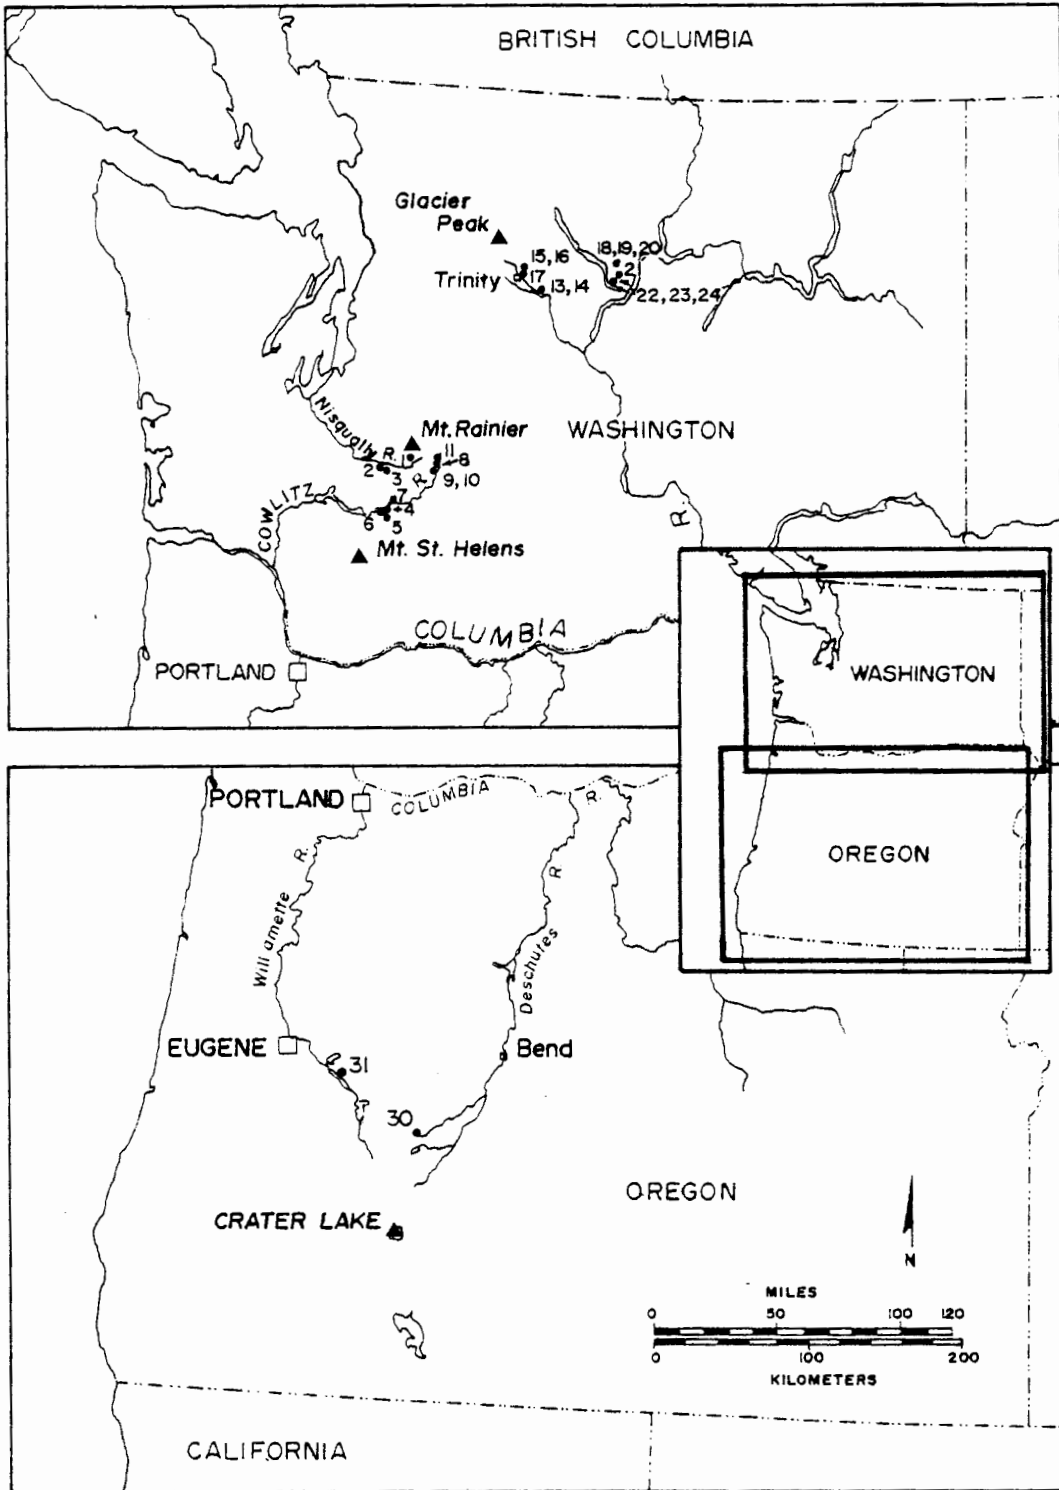 BRITISH COLUMBIA
Glacier
Peak
15, 16
18, 19, 20
Trinity
17
2
13, 14
22, 23, 24
Nisqually R.
Mt. Rainier
WASHINGTON
1
11
2
3
8
R.
9, 10
7
COWLITZ
4
6
5
R.
Mt. St. Helens
COLUMBIA
PORTLAND
WASHINGTON
OREGON
PORTLAND
COLUMBIA R.
Willamette R.
Deschutes R.
EUGENE
Bend
31
30
OREGON
CRATER LAKE
N
MILES
0 50 100 120
0 100 200
KILOMETERS
CALIFORNIA